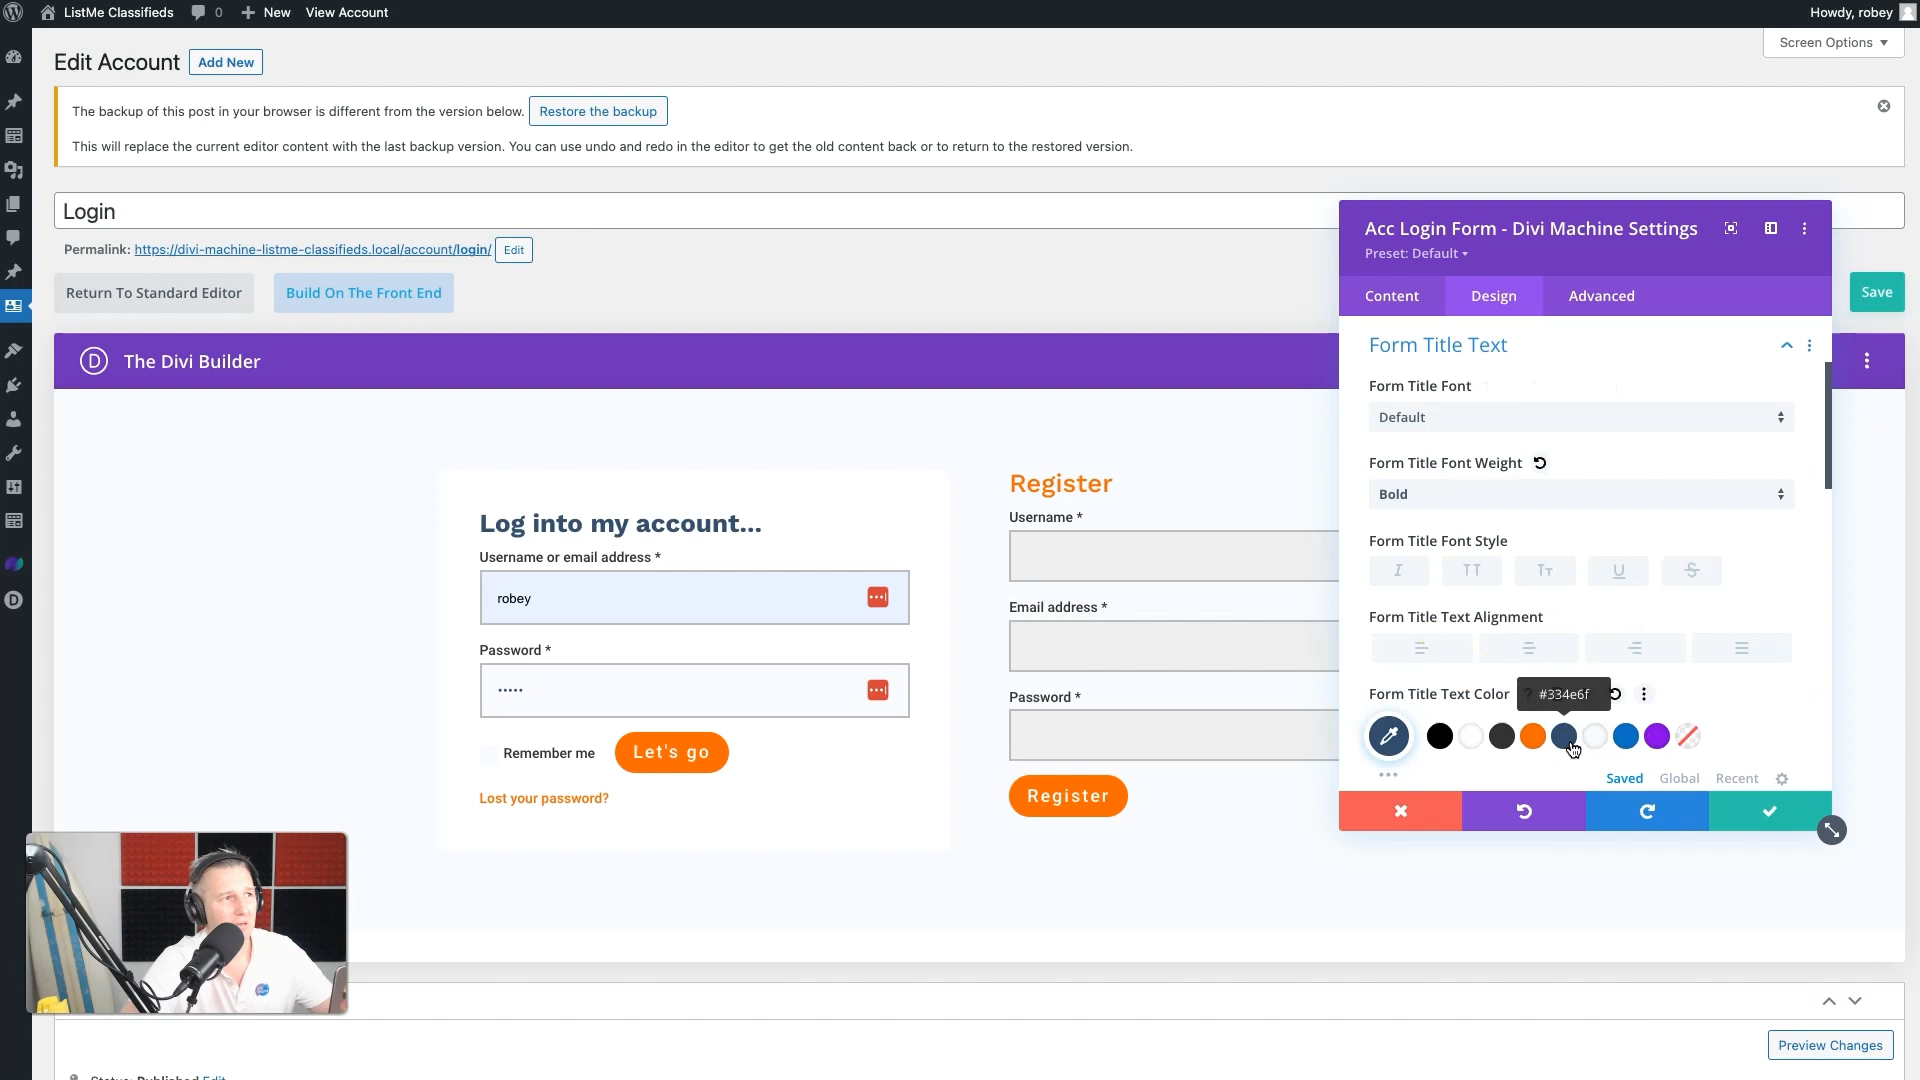 ListMe Classifieds 0 New View Account Howdy, robey
Screen Options
Edit Account Add New
The backup of this post in your browser is different from the version below. Restore the backup
This will replace the current editor content with the last backup version. You can use undo and redo in the editor to get the old content back or to return to the restored version.
Login
Permalink: https://divi-machine-listme-classifieds.local/account/login/ Edit
Return To Standard Editor Build On The Front End
Save
D The Divi Builder
Log into my account...
Username or email address *
robey
Password *
•••••
Remember me Let's go
Lost your password?
Register
Username *
Email address *
Password *
Register
Acc Login Form - Divi Machine Settings
Preset: Default
Content Design Advanced
Form Title Text
Form Title Font
Default
Form Title Font Weight
Bold
Form Title Font Style
I TT TT U S
Form Title Text Alignment
Form Title Text Color ? #334e6f
Saved Global Recent
Preview Changes
Status: Published Edit